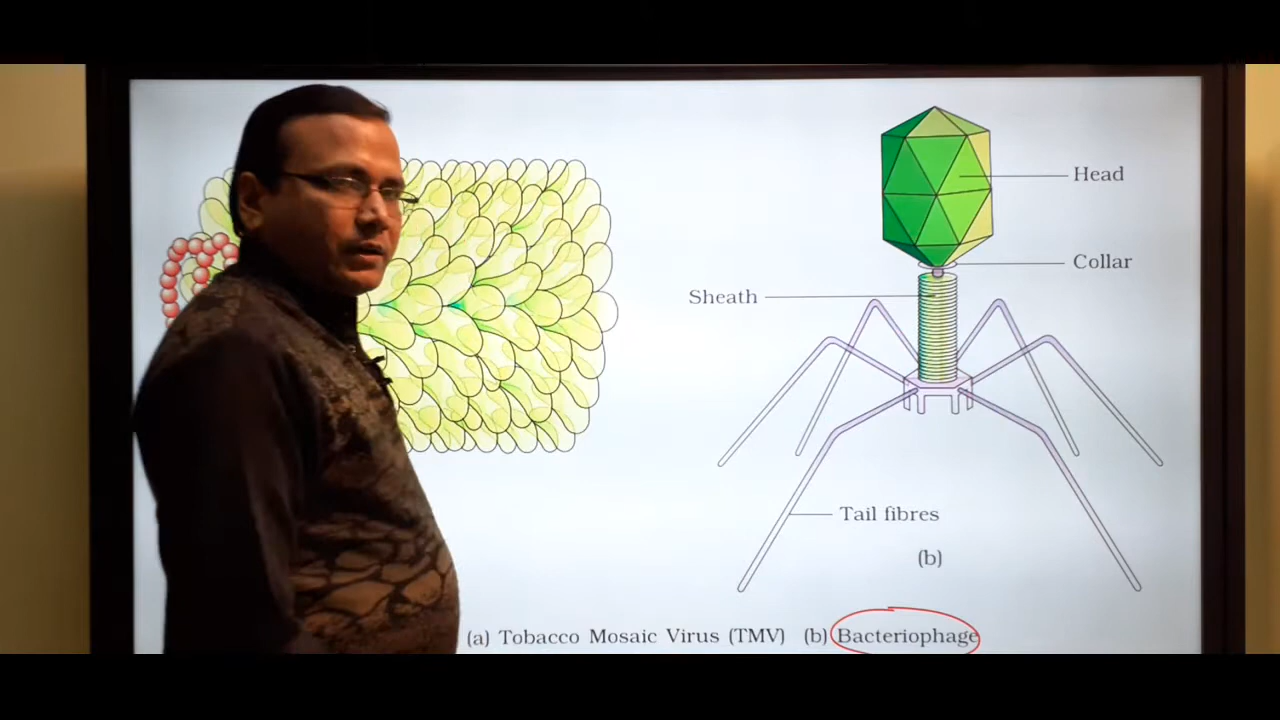 Head
Collar
Sheath
Tail fibres
(b)
(a) Tobacco Mosaic Virus (TMV) (b) Bacteriophage